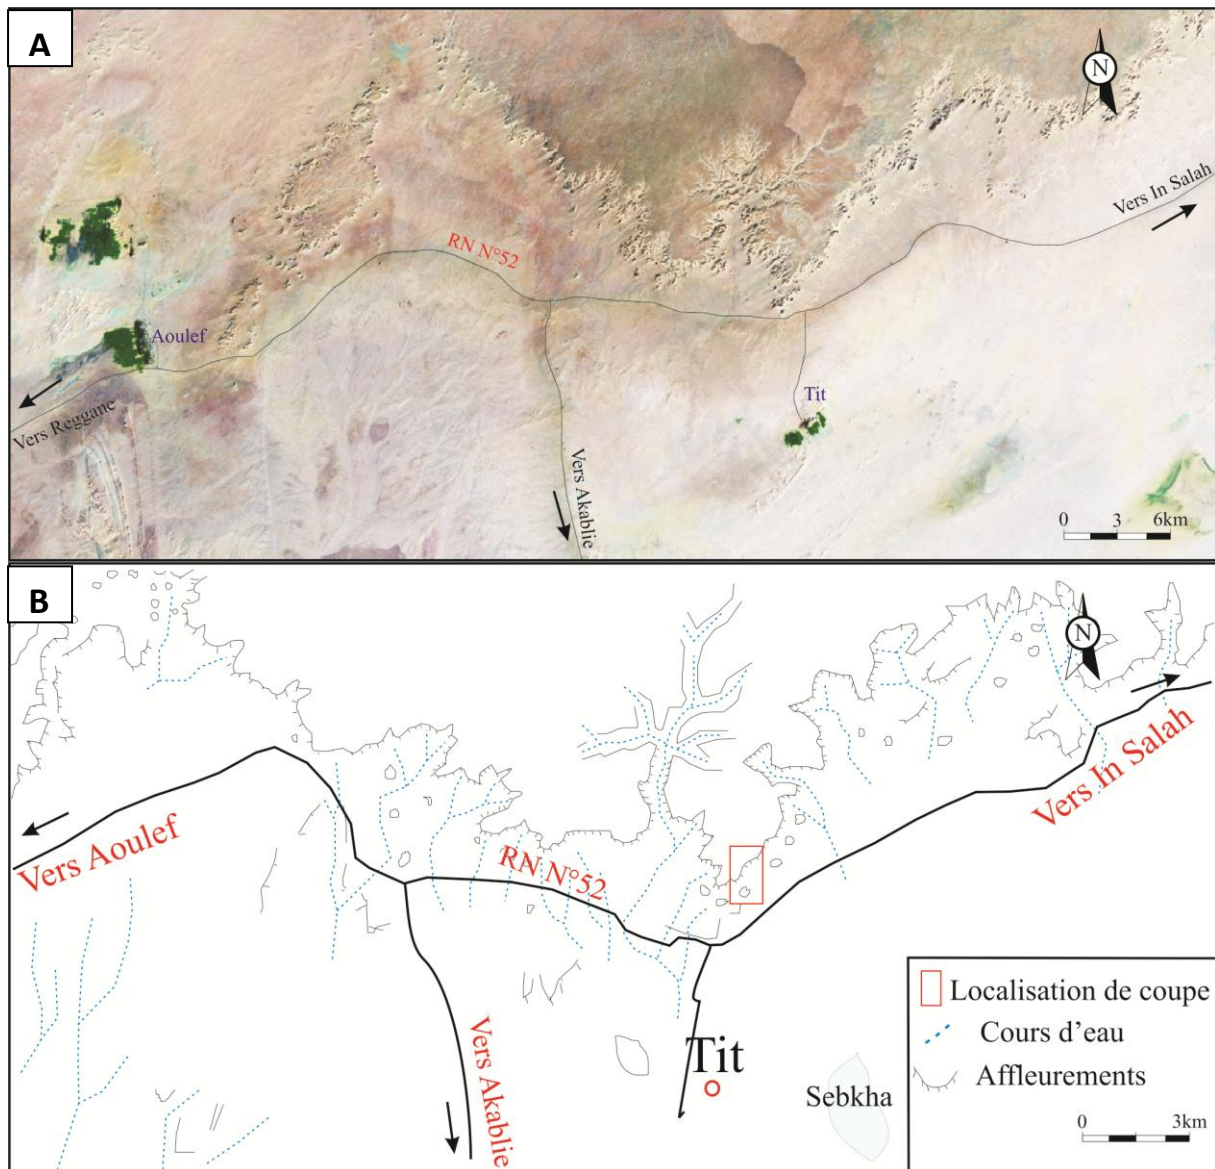 A
N
Vers In Salah
RN N°52
Aoulef
Vers Reggane
Tit
Vers Akablie
0 3 6km
B
N
Vers In Salah
Vers Aoulef
RN N°52
Vers Akablie
Tit
Sebkha
Localisation de coupe
Cours d'eau
Affleurements
0 3km